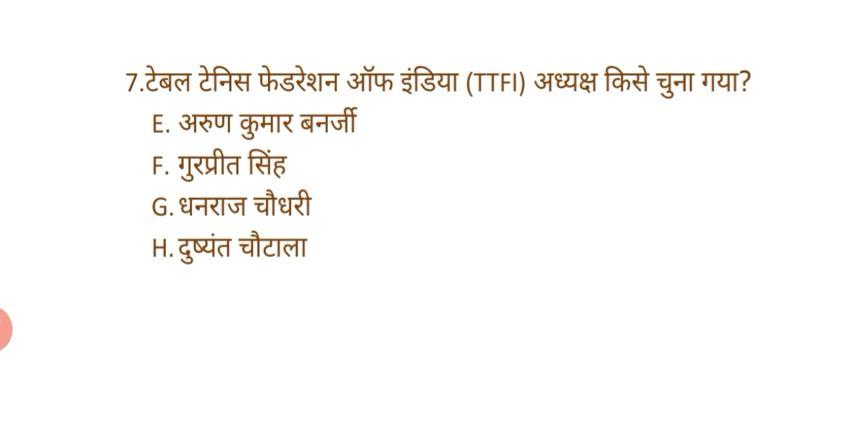 7.टेबल टेनिस फेडरेशन ऑफ इंडिया (TTFI) अध्यक्ष किसे चुना गया?
E. अरुण कुमार बनर्जी
F. गुरप्रीत सिंह
G. धनराज चौधरी
H. दुष्यंत चौटाला